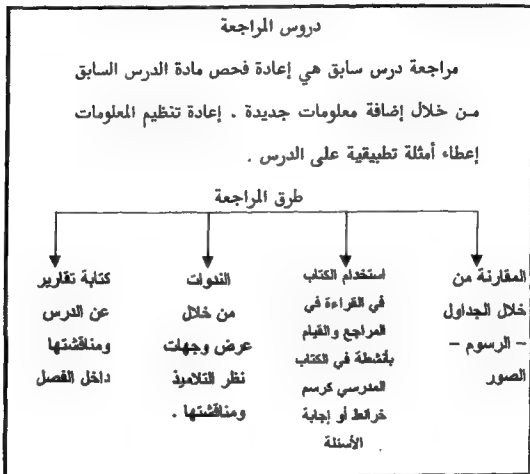 دروس المراجعة
مراجعة درس سابق هي إعادة فحص مادة الدرس السابق
من خلال إضافة معلومات جديدة . إعادة تنظيم المعلومات
إعطاء أمثلة تطبيقية على الدرس .
طرق المراجعة
المقارنة من
خلال الجداول
– الرسوم –
الصور
استخدام الكتاب
في القراءة في
المراجع والقيام
بأنشطة في الكتاب
المدرسي كرسم
خرائط أو إجابة
الأسئلة
الندوات
من خلال
عرض وجهات
نظر التلاميذ
ومناقشتها .
كتابة تقارير
عن الدرس
ومناقشتها
داخل الفصل